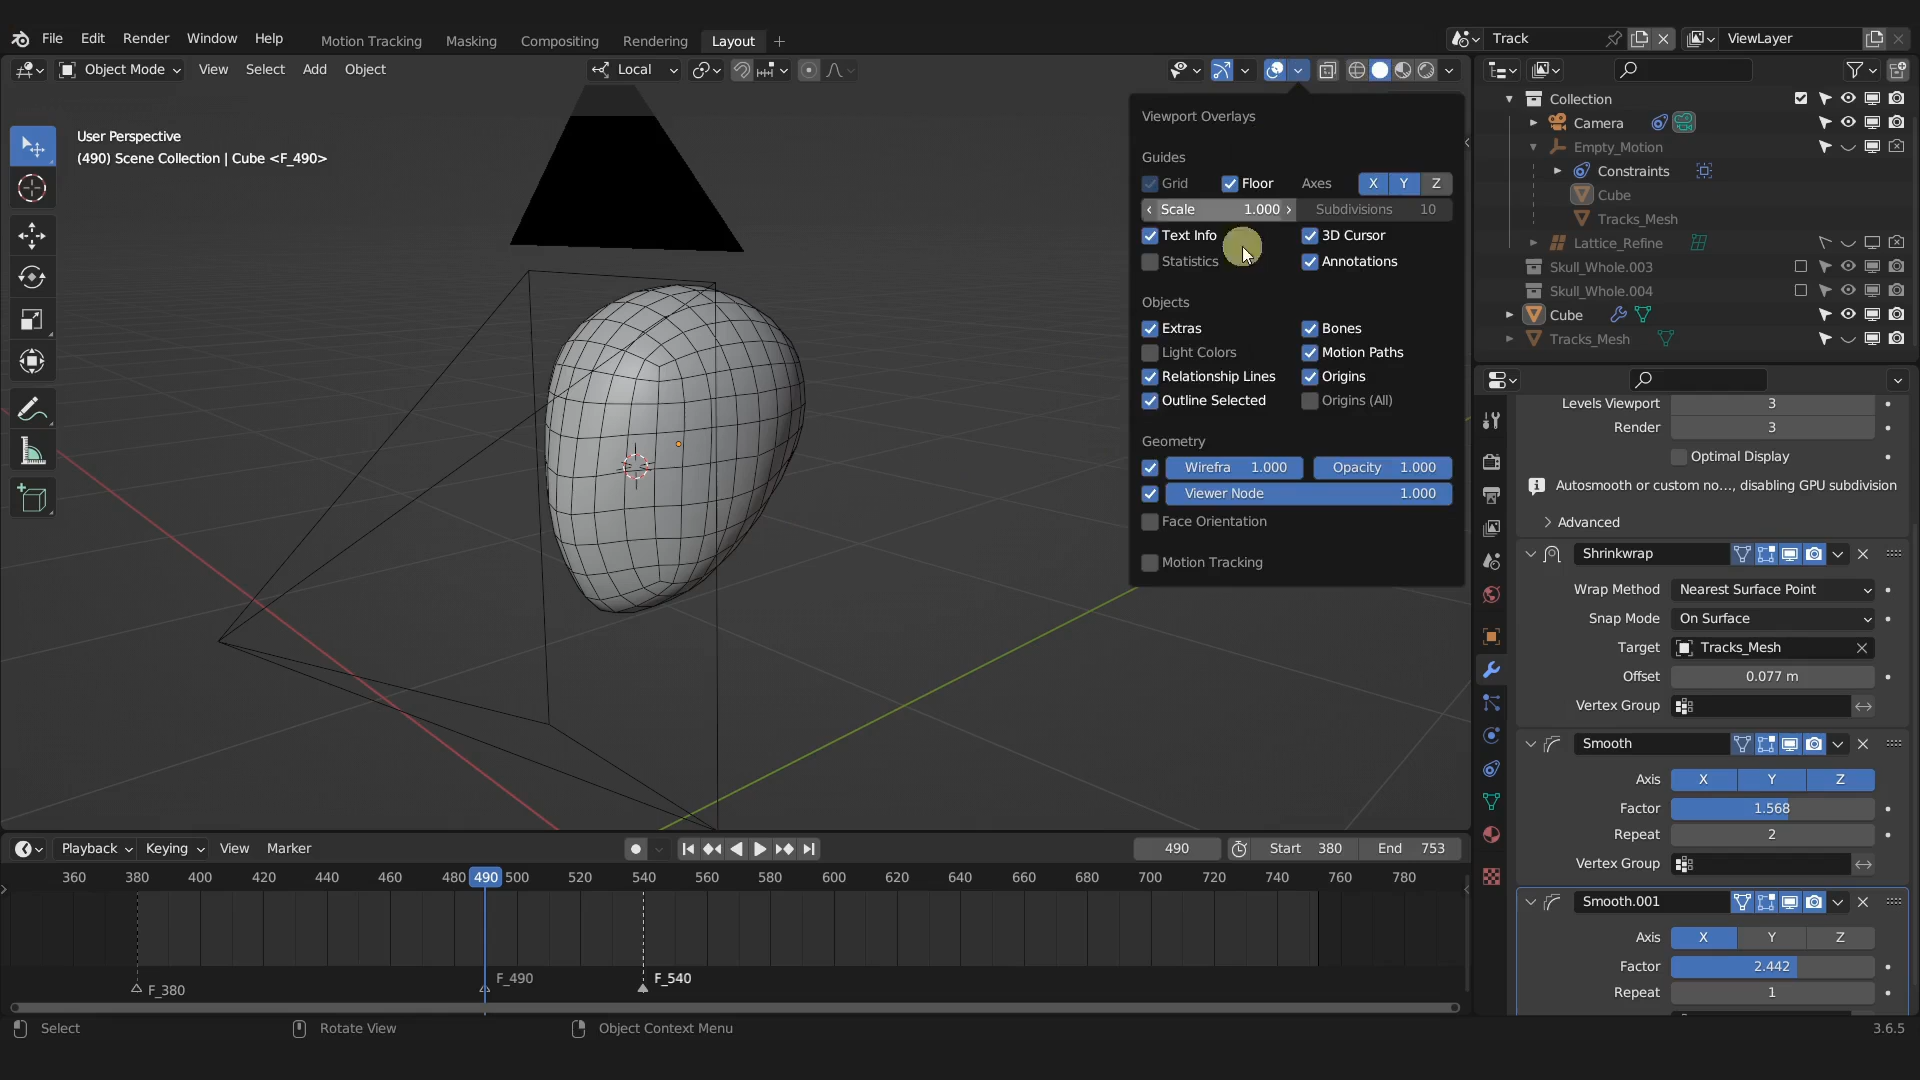 File Edit Render Window Help Motion Tracking Masking Compositing Rendering Layout Track ViewLayer
Object Mode View Select Add Object Local
User Perspective
(490) Scene Collection | Cube <F_490>
Viewport Overlays
Guides
Grid Floor Axes X Y Z
Scale 1.000 Subdivisions 10
Text Info 3D Cursor
Statistics Annotations
Objects
Extras Bones
Light Colors Motion Paths
Relationship Lines Origins
Outline Selected Origins (All)
Geometry
Wirefra 1.000 Opacity 1.000
Viewer Node 1.000
Face Orientation
Motion Tracking
Collection
Camera
Empty_Motion
Constraints
Cube
Tracks_Mesh
Lattice_Refine
Skull_Whole.003
Skull_Whole.004
Cube
Tracks_Mesh
Levels Viewport 3
Render 3
Optimal Display
Autosmooth or custom no..., disabling GPU subdivision
Advanced
Shrinkwrap
Wrap Method Nearest Surface Point
Snap Mode On Surface
Target Tracks_Mesh
Offset 0.077 m
Vertex Group
Smooth
Axis X Y Z
Factor 1.568
Repeat 2
Vertex Group
Smooth.001
Axis X Y Z
Factor 2.442
Repeat 1
Playback Keying View Marker 490 Start 380 End 753
360 380 400 420 440 460 480 490 500 520 540 560 580 600 620 640 660 680 700 720 740 760 780
F_380 F_490 F_540
Select Rotate View Object Context Menu 3.6.5